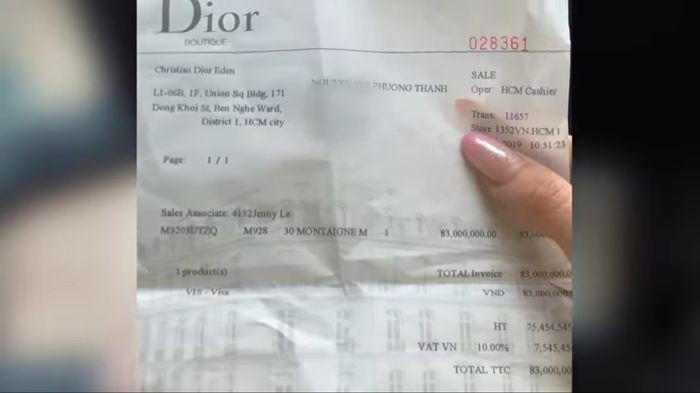 Dior
BOUTIQUE
028361
Christian Dior Eden
L1-06B, 1F, Union Sq Bldg, 171
Dong Khoi St, Ben Nghe Ward,
District 1, HCM city
PHUONG THANH
SALE
Oper: HCM Cashier
Trans: 11657
Store 1352VN.HCM 1
2019 10:31:23
Page: 1 / 1
Sales Associate: 4152Jenny Le
M9203UTZQ M928 30 MONTAIGNE M 1 83,000,000.00
1 product(s) TOTAL Invoice 83,000,000
VIS - Visa VND 83,000,000
HT 75,454,545
VAT VN 10.00% 7,545,45
TOTAL TTC 83,000,00